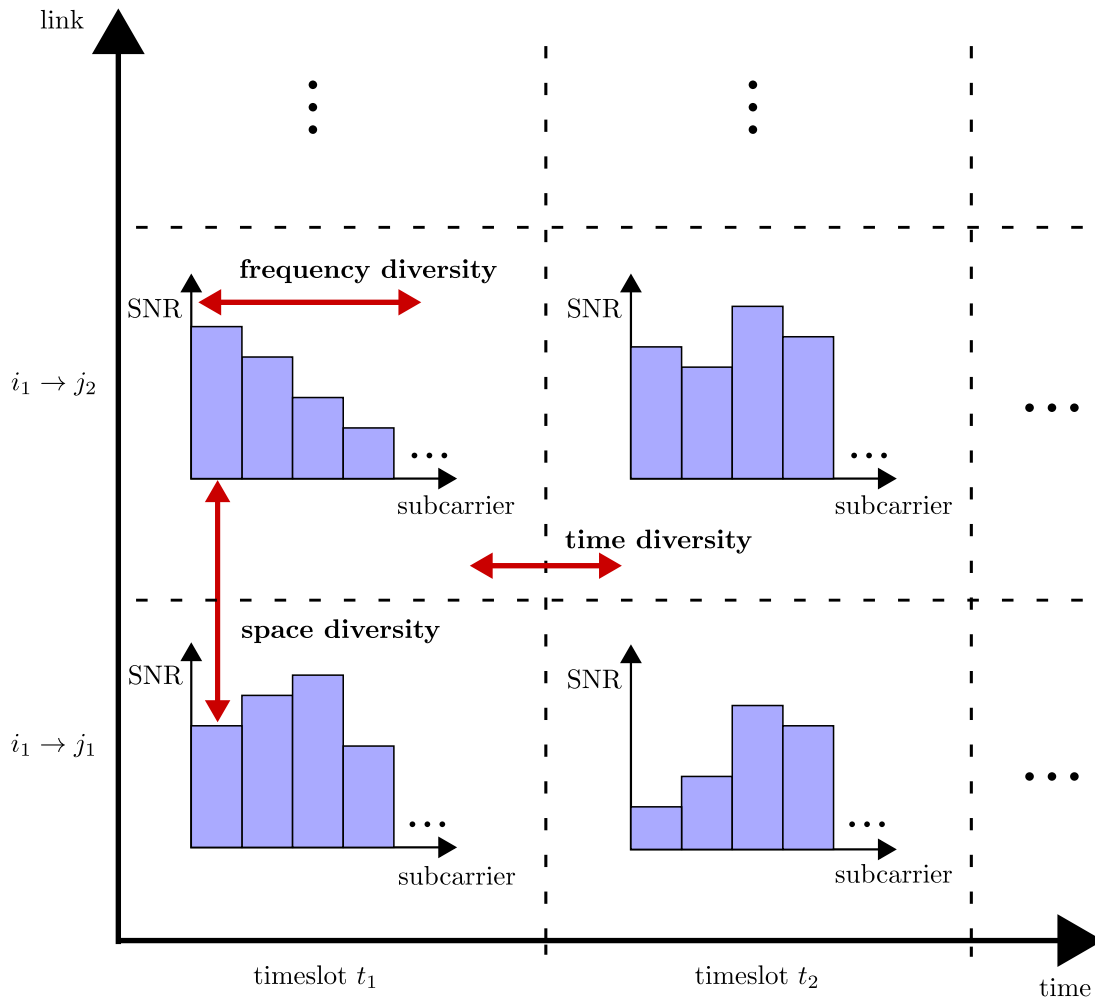 link
frequency diversity
SNR
SNR
i₁ → j₂
subcarrier
subcarrier
time diversity
space diversity
SNR
SNR
i₁ → j₁
subcarrier
subcarrier
timeslot t₁
timeslot t₂
time